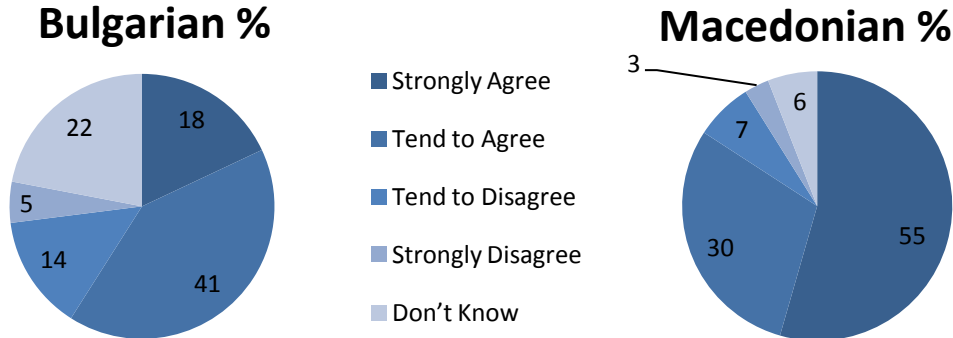 Bulgarian %
22
18
5
14
41
Strongly Agree
Tend to Agree
Tend to Disagree
Strongly Disagree
Don’t Know
Macedonian %
3
6
7
30
55